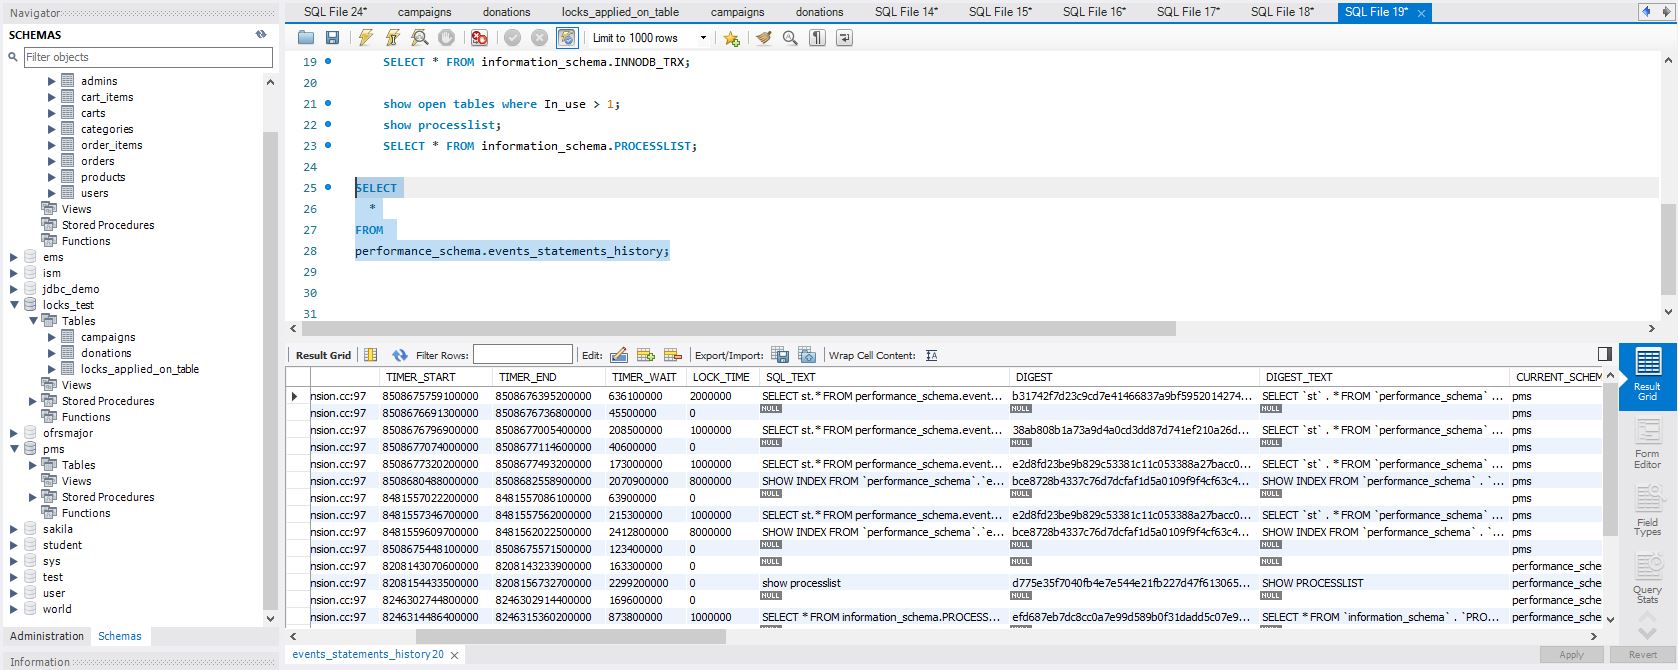 Navigator
SCHEMAS
Filter objects
admins
cart_items
carts
categories
order_items
orders
products
users
Views
Stored Procedures
Functions
ems
ism
jdbc_demo
locks_test
Tables
campaigns
donations
locks_applied_on_table
Views
Stored Procedures
Functions
ofrsmajor
pms
Tables
Views
Stored Procedures
Functions
sakila
student
sys
test
user
world
Administration Schemas
Information
SQL File 24* campaigns donations locks_applied_on_table campaigns donations SQL File 14* SQL File 15* SQL File 16* SQL File 17* SQL File 18* SQL File 19*
Limit to 1000 rows
19 SELECT * FROM information_schema.INNODB_TRX;
20
21 show open tables where In_use > 1;
22 show processlist;
23 SELECT * FROM information_schema.PROCESSLIST;
24
25 SELECT
26 *
27 FROM
28 performance_schema.events_statements_history;
29
30
31
Result Grid Filter Rows: Edit: Export/Import: Wrap Cell Content:
TIMER_START TIMER_END TIMER_WAIT LOCK_TIME SQL_TEXT DIGEST DIGEST_TEXT CURRENT_SCHEM
nsion.cc:97 8508675759100000 8508676395200000 636100000 2000000 SELECT st.* FROM performance_schema.event... b31742f7d23c9cd7e41466837a9bf5952014274... SELECT `st` . * FROM `performance_schema` ... pms
nsion.cc:97 8508676691300000 8508676736800000 45500000 0 NULL NULL NULL pms
nsion.cc:97 8508676796900000 8508677005400000 208500000 1000000 SELECT st.* FROM performance_schema.event... 38ab808b1a73a9d4a0cd3dd87d741ef210a26d... SELECT `st` . * FROM `performance_schema` ... pms
nsion.cc:97 8508677074000000 8508677114600000 40600000 0 NULL NULL NULL pms
nsion.cc:97 8508677320200000 8508677493200000 173000000 1000000 SELECT st.* FROM performance_schema.event... e2d8fd23be9b829c53381c11c053388a27bacc0... SELECT `st` . * FROM `performance_schema` ... pms
nsion.cc:97 8508680488000000 8508682558900000 2070900000 8000000 SHOW INDEX FROM `performance_schema`.`e... bce8728b4337c76d7dcfaf1d5a0109f9f4cf63c4... SHOW INDEX FROM `performance_schema` . `... pms
nsion.cc:97 8481557022200000 8481557086100000 63900000 0 NULL NULL NULL pms
nsion.cc:97 8481557346700000 8481557562000000 215300000 1000000 SELECT st.* FROM performance_schema.event... e2d8fd23be9b829c53381c11c053388a27bacc0... SELECT `st` . * FROM `performance_schema` ... pms
nsion.cc:97 8481559609700000 8481562022500000 2412800000 8000000 SHOW INDEX FROM `performance_schema`.`e... bce8728b4337c76d7dcfaf1d5a0109f9f4cf63c4... SHOW INDEX FROM `performance_schema` . `... pms
nsion.cc:97 8508675448100000 8508675571500000 123400000 0 NULL NULL NULL pms
nsion.cc:97 8208143070600000 8208143233900000 163300000 0 NULL NULL NULL performance_sche
nsion.cc:97 8208154433500000 8208156732700000 2299200000 0 show processlist d775e35f7040fb4e7e544e21fb227d47f613065... SHOW PROCESSLIST performance_sche
nsion.cc:97 8246302744800000 8246302914400000 169600000 0 NULL NULL NULL performance_sche
nsion.cc:97 8246314486400000 8246315360200000 873800000 1000000 SELECT * FROM information_schema.PROCESS... efd687eb7dc8cc0a7e99d589b0f31dadd5c07e9... SELECT * FROM `information_schema` . `PRO... performance_sche
Result
Grid
Form
Editor
Field
Types
Query
Stats
events_statements_history20
Apply Revert